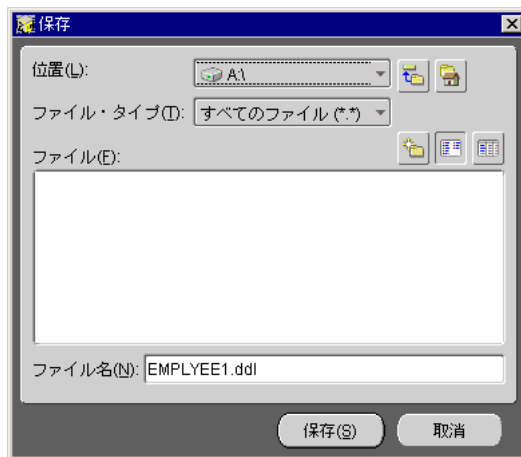 保存
位置(L):
A:\
ファイル・タイプ(T):
すべてのファイル (*.*)
ファイル(F):
ファイル名(N):
EMPLYEE1.ddl
保存(S)
取消